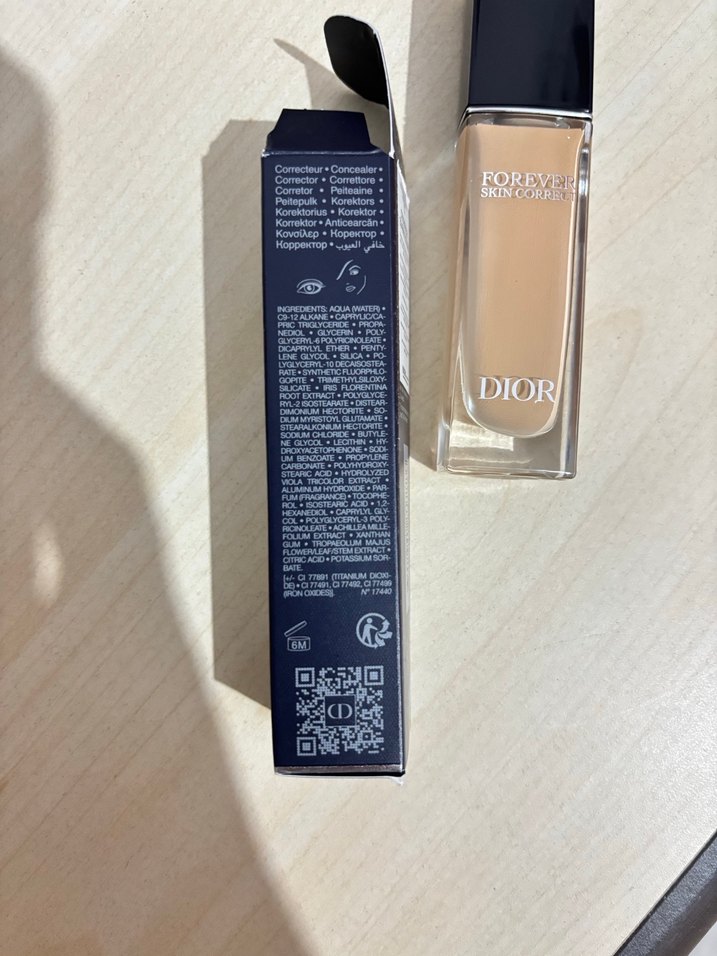 Correcteur • Concealer •
Corrector • Correttore •
Corretor • Peiteaine •
Peitepulk • Korektors •
Korektorius • Korektor •
Korrektor • Anticearcăn •
Κονσίλερ • Коректор •
Корректор • خافي العيوب
INGREDIENTS: AQUA (WATER) •
C9-12 ALKANE • CAPRYLIC/CA-
PRIC TRIGLYCERIDE • PROPA-
NEDIOL • GLYCERIN • POLY-
GLYCERYL-6 POLYRICINOLEATE •
DICAPRYLYL ETHER • PENTY-
LENE GLYCOL • SILICA • PO-
LYGLYCERYL-10 DECAISOSTEA-
RATE • SYNTHETIC FLUORPHLO-
GOPITE • TRIMETHYLSILOXY-
SILICATE • IRIS FLORENTINA
ROOT EXTRACT • POLYGLYCE-
RYL-2 ISOSTEARATE • DISTEAR-
DIMONIUM HECTORITE • SO-
DIUM MYRISTOYL GLUTAMATE •
STEARALKONIUM HECTORITE •
SODIUM CHLORIDE • BUTYLE-
NE GLYCOL • LECITHIN • HY-
DROXYACETOPHENONE • SODI-
UM BENZOATE • PROPYLENE
CARBONATE • POLYHYDROXY-
STEARIC ACID • HYDROLYZED
VIOLA TRICOLOR EXTRACT •
ALUMINUM HYDROXIDE • PAR-
FUM (FRAGRANCE) • TOCOPHE-
ROL • ISOSTEARIC ACID • 1,2-
HEXANEDIOL • CAPRYLYL GLY-
COL • POLYGLYCERYL-3 POLY-
RICINOLEATE • ACHILLEA MILLE-
FOLIUM EXTRACT • XANTHAN
GUM • TROPAEOLUM MAJUS
FLOWER/LEAF/STEM EXTRACT •
CITRIC ACID • POTASSIUM SOR-
BATE.
[+/- CI 77891 (TITANIUM DIOXI-
DE) • CI 77491, CI 77492, CI 77499
(IRON OXIDES)]. N° 17440
6M
CD
FOREVER
SKIN CORRECT
DIOR